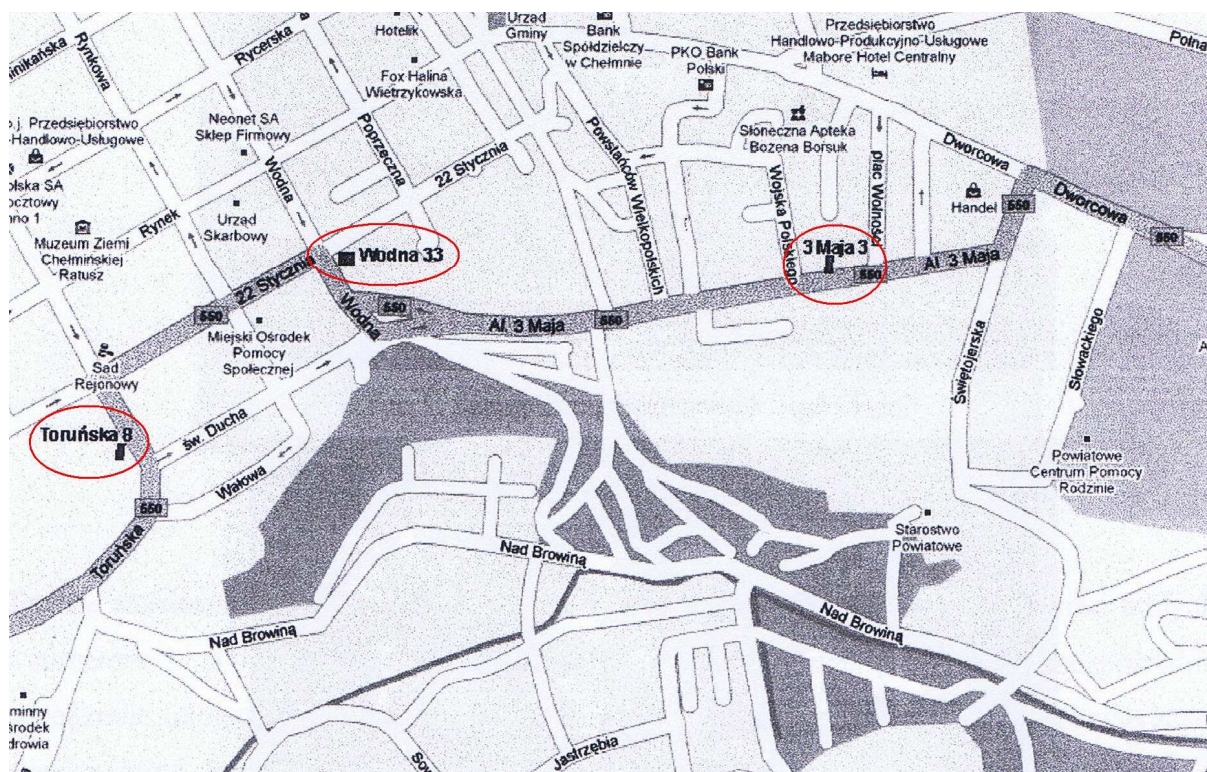 Hotelik
Urząd
Gminy
Bank
Spółdzielczy
w Chełmnie
PKO Bank
Polski
Przedsiębiorstwo
Handlowo-Produkcyjno-Usługowe
Mabore Hotel Centralny
Polna
Rynkowa
Rycerska
Fox Halina
Wietrzykowska
Neonet SA
Sklep Firmowy
o.j. Przedsiębiorstwo
-Handlowo-Usługowe
Poprzeczna
22 Stycznia
Powstańców Wielkopolskich
Słoneczna Apteka
Bożena Borsuk
plac Wolności
Dworcowa
Wodna
Wojska Polskiego
Handel
Dworcowa
550
550
Urząd
Skarbowy
Rynek
Muzeum Ziemi
Chełmińskiej
Ratusz
Wodna 33
3 Maja 3
550
Al. 3 Maja
22 Stycznia
550
Wodna
550
Al. 3 Maja
550
Miejski Ośrodek
Pomocy
Społecznej
Świętojerska
Słowackiego
Sad
Rejonowy
Toruńska 8
św. Ducha
Wałowa
550
Toruńska
Powiatowe
Centrum Pomocy
Rodzinie
Starostwo
Powiatowe
Nad Browiną
Nad Browiną
Nad Browiną
Jastrzębia